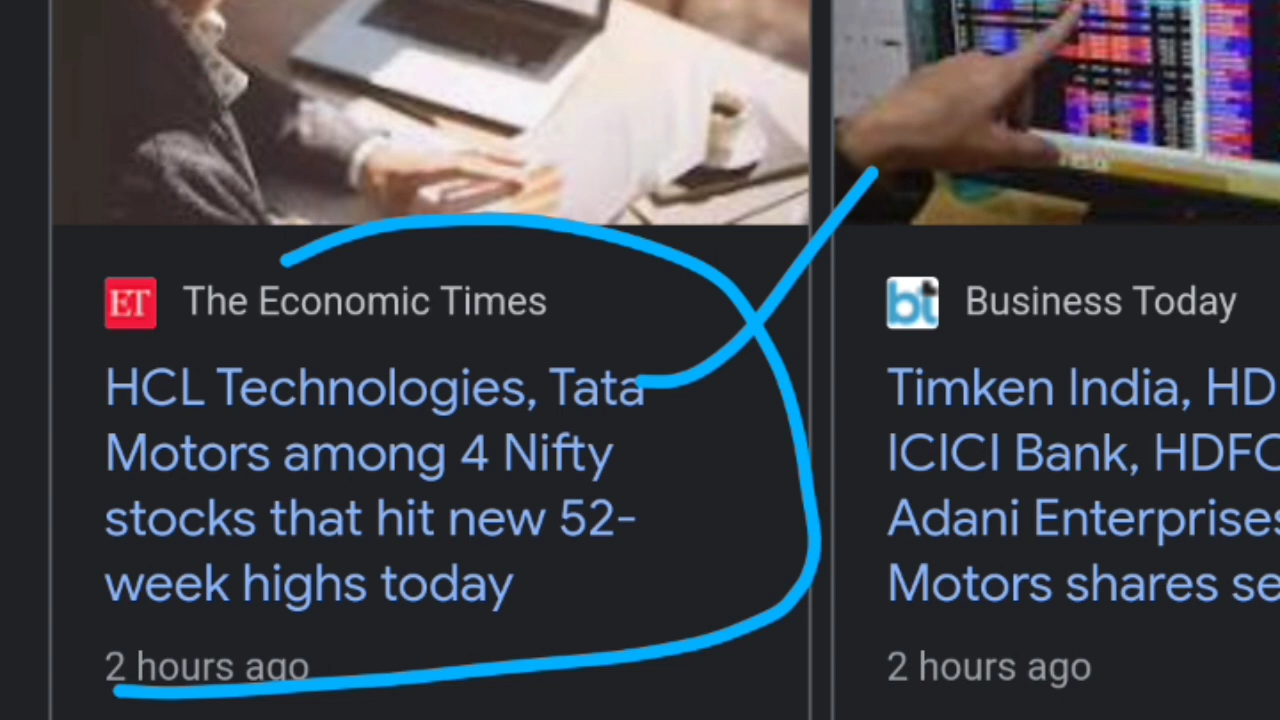 ET The Economic Times
HCL Technologies, Tata
Motors among 4 Nifty
stocks that hit new 52-
week highs today
2 hours ago
bt Business Today
Timken India, HD
ICICI Bank, HDFC
Adani Enterprises
Motors shares se
2 hours ago